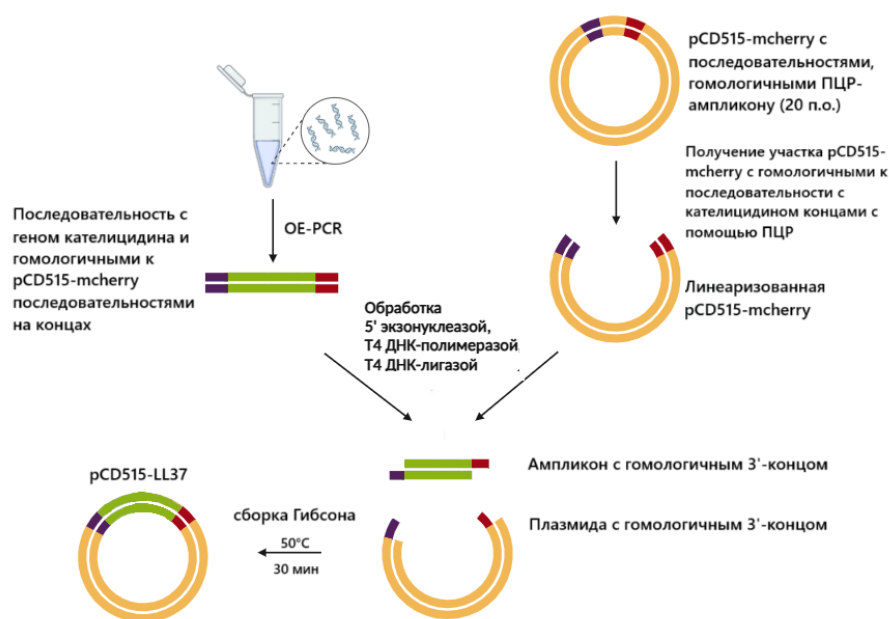 pCD515-mcherry с
последовательностями,
гомологичными ПЦР-
ампликону (20 п.о.)
Получение участка pCD515-
mcherry с гомологичными к
последовательности с
кателицидином концами с
помощью ПЦР
Последовательность с
геном кателицидина и
гомологичными к
pCD515-mcherry
последовательностями
на концах
OE-PCR
Линеаризованная
pCD515-mcherry
Обработка
5' экзонуклеазой,
T4 ДНК-полимеразой
T4 ДНК-лигазой
Ампликон с гомологичным 3'-концом
Плазмида с гомологичным 3'-концом
pCD515-LL37
сборка Гибсона
50°C
30 мин